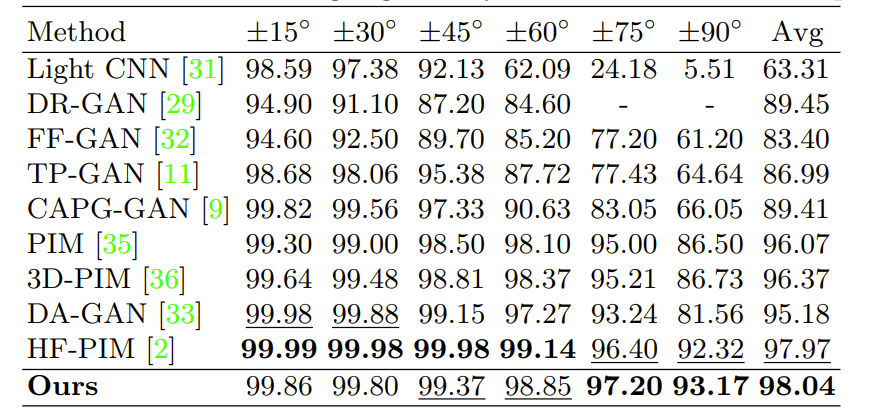 Method ±15° ±30° ±45° ±60° ±75° ±90° Avg
Light CNN [31] 98.59 97.38 92.13 62.09 24.18 5.51 63.31
DR-GAN [29] 94.90 91.10 87.20 84.60 - - 89.45
FF-GAN [32] 94.60 92.50 89.70 85.20 77.20 61.20 83.40
TP-GAN [11] 98.68 98.06 95.38 87.72 77.43 64.64 86.99
CAPG-GAN [9] 99.82 99.56 97.33 90.63 83.05 66.05 89.41
PIM [35] 99.30 99.00 98.50 98.10 95.00 86.50 96.07
3D-PIM [36] 99.64 99.48 98.81 98.37 95.21 86.73 96.37
DA-GAN [33] 99.98 99.88 99.15 97.27 93.24 81.56 95.18
HF-PIM [2] 99.99 99.98 99.98 99.14 96.40 92.32 97.97
Ours 99.86 99.80 99.37 98.85 97.20 93.17 98.04